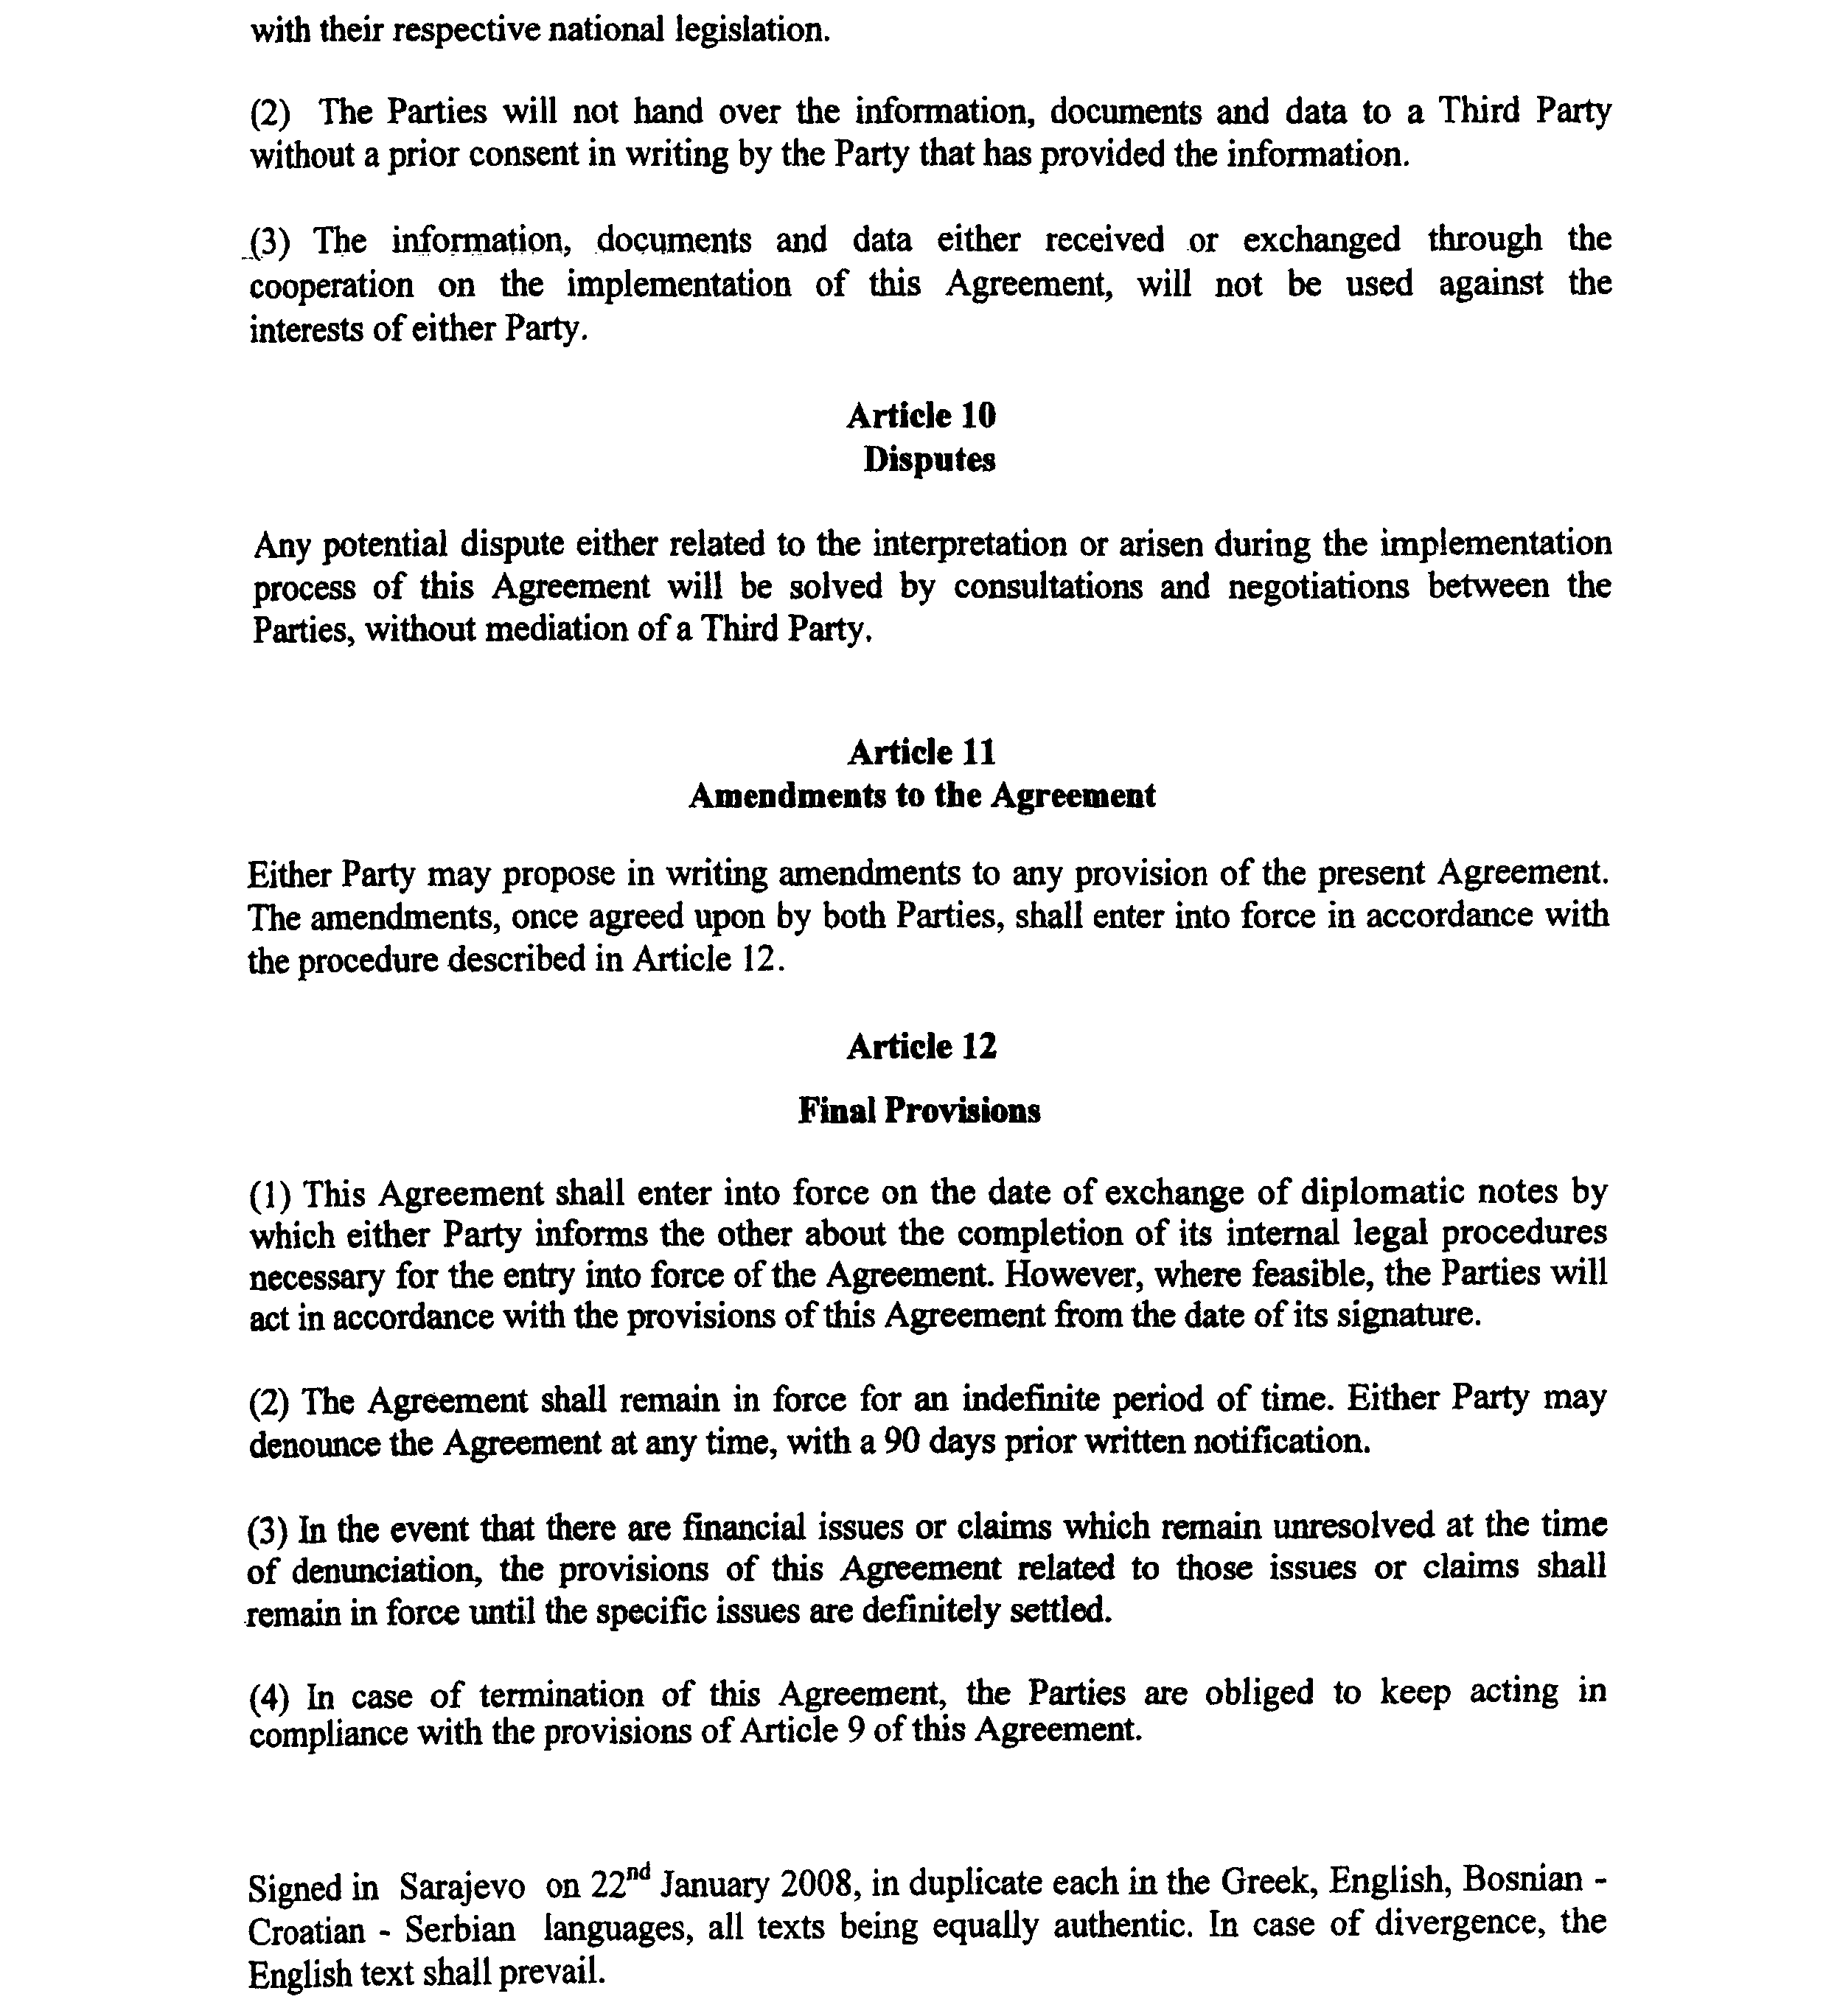 with their respective national legislation.
(2) The Parties will not hand over the information, documents and data to a Third Party
without a prior consent in writing by the Party that has provided the information.
(3) The information, documents and data either received or exchanged through the
cooperation on the implementation of this Agreement, will not be used against the
interests of either Party.
Article 10
Disputes
Any potential dispute either related to the interpretation or arisen during the implementation
process of this Agreement will be solved by consultations and negotiations between the
Parties, without mediation of a Third Party.
Article 11
Amendments to the Agreement
Either Party may propose in writing amendments to any provision of the present Agreement.
The amendments, once agreed upon by both Parties, shall enter into force in accordance with
the procedure described in Article 12.
Article 12
Final Provisions
(1) This Agreement shall enter into force on the date of exchange of diplomatic notes by
which either Party informs the other about the completion of its internal legal procedures
necessary for the entry into force of the Agreement. However, where feasible, the Parties will
act in accordance with the provisions of this Agreement from the date of its signature.
(2) The Agreement shall remain in force for an indefinite period of time. Either Party may
denounce the Agreement at any time, with a 90 days prior written notification.
(3) In the event that there are financial issues or claims which remain unresolved at the time
of denunciation, the provisions of this Agreement related to those issues or claims shall
remain in force until the specific issues are definitely settled.
(4) In case of termination of this Agreement, the Parties are obliged to keep acting in
compliance with the provisions of Article 9 of this Agreement.
Signed in Sarajevo on 22nd January 2008, in duplicate each in the Greek, English, Bosnian -
Croatian - Serbian languages, all texts being equally authentic. In case of divergence, the
English text shall prevail.